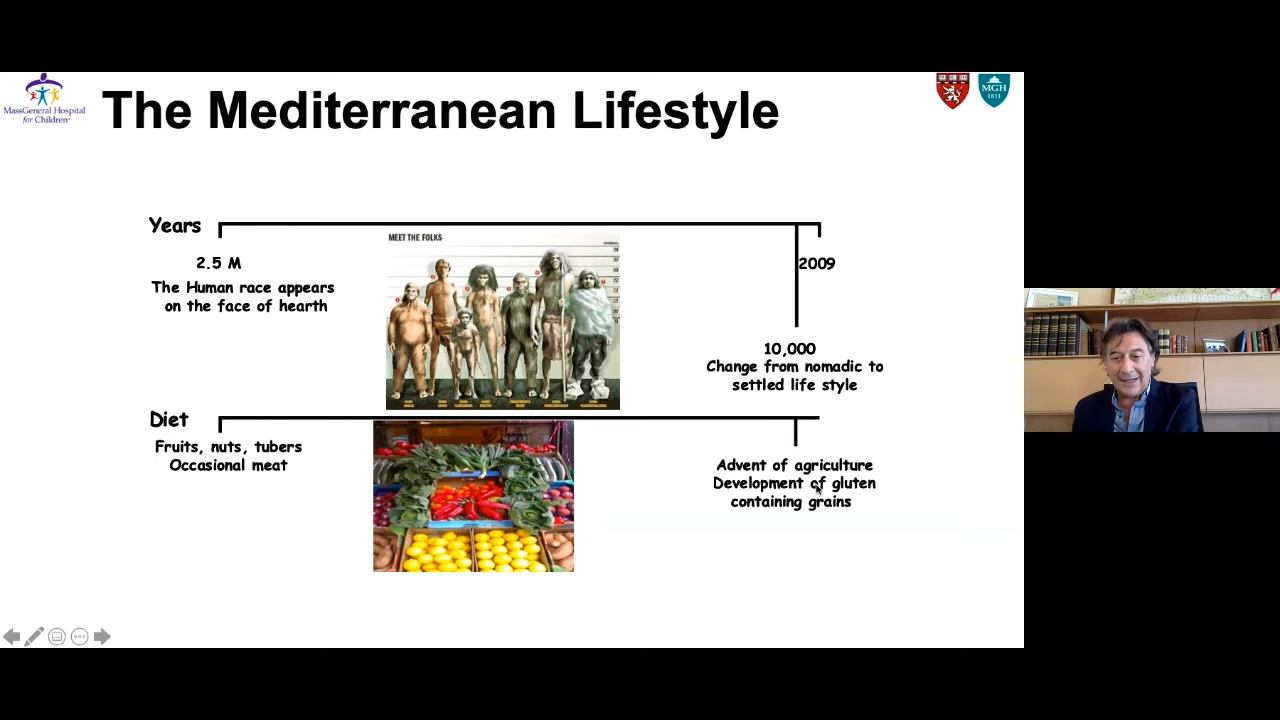 MassGeneral Hospital
for Children
The Mediterranean Lifestyle
MGH
1811
Years
2.5 M
The Human race appears
on the face of hearth
MEET THE FOLKS
2009
10,000
Change from nomadic to
settled life style
Diet
Fruits, nuts, tubers
Occasional meat
Advent of agriculture
Development of gluten
containing grains